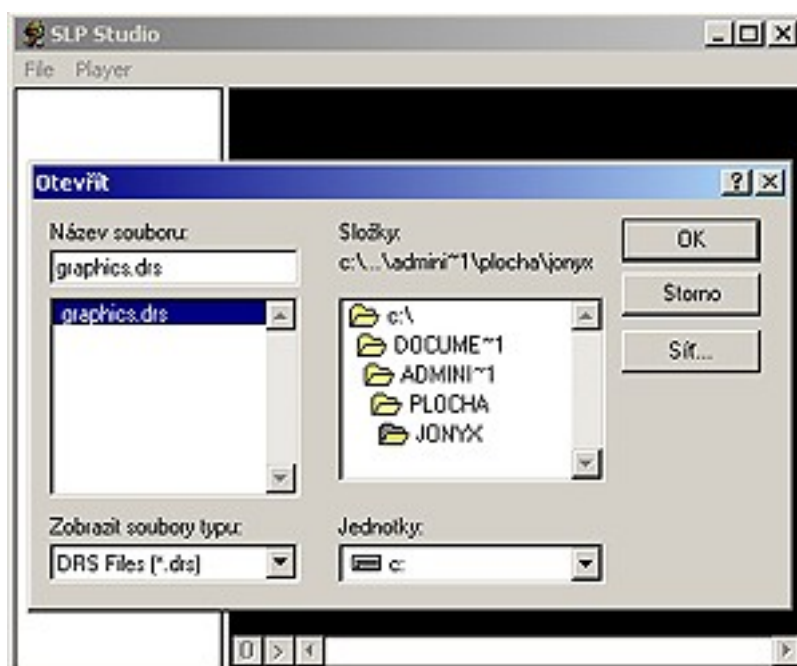 SLP Studio
File Player
Otevřít
Název souboru:
graphics.drs
graphics.drs
Složky:
c:\...\admini~1\plocha\jonyx
c:\
DOCUME~1
ADMINI~1
PLOCHA
JONYX
OK
Storno
Síť...
Zobrazit soubory typu:
DRS Files (*.drs)
Jednotky:
c:
0 >